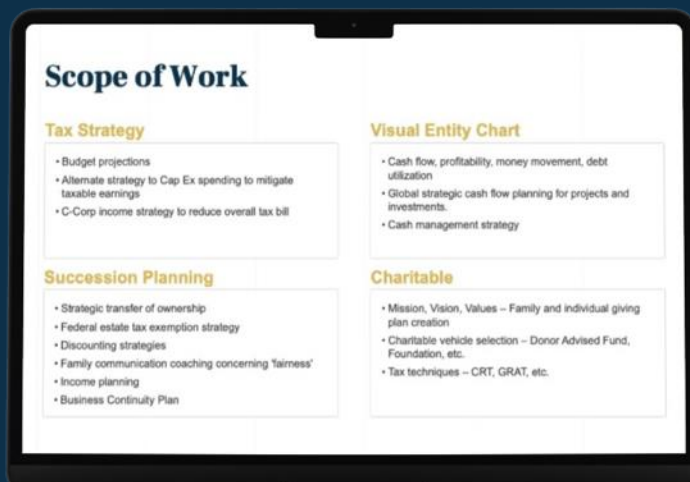 Scope of Work
Tax Strategy
• Budget projections
• Alternate strategy to Cap Ex spending to mitigate
taxable earnings
• C-Corp income strategy to reduce overall tax bill
Visual Entity Chart
• Cash flow, profitability, money movement, debt
utilization
• Global strategic cash flow planning for projects and
investments.
• Cash management strategy
Succession Planning
• Strategic transfer of ownership
• Federal estate tax exemption strategy
• Discounting strategies
• Family communication coaching concerning 'fairness'
• Income planning
• Business Continuity Plan
Charitable
• Mission, Vision, Values – Family and individual giving
plan creation
• Charitable vehicle selection – Donor Advised Fund,
Foundation, etc.
• Tax techniques – CRT, GRAT, etc.